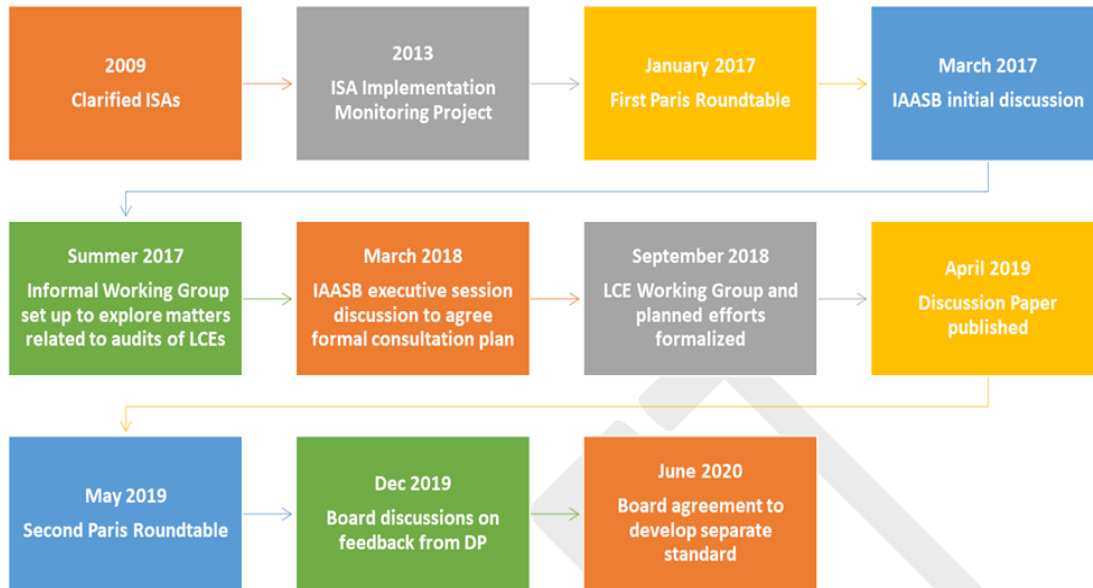 2009
Clarified ISAs
2013
ISA Implementation
Monitoring Project
January 2017
First Paris Roundtable
March 2017
IAASB initial discussion
Summer 2017
Informal Working Group
set up to explore matters
related to audits of LCEs
March 2018
IAASB executive session
discussion to agree
formal consultation plan
September 2018
LCE Working Group and
planned efforts
formalized
April 2019
Discussion Paper
published
May 2019
Second Paris Roundtable
Dec 2019
Board discussions on
feedback from DP
June 2020
Board agreement to
develop separate
standard